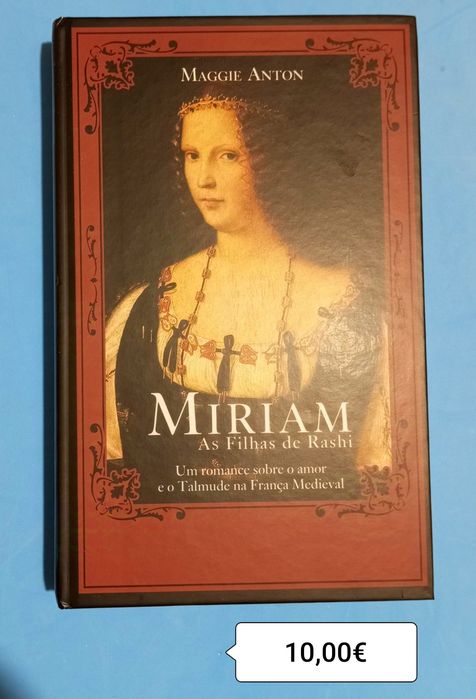 MAGGIE ANTON
MIRIAM
As Filhas de Rashi
Um romance sobre o amor
e o Talmude na França Medieval
10,00€